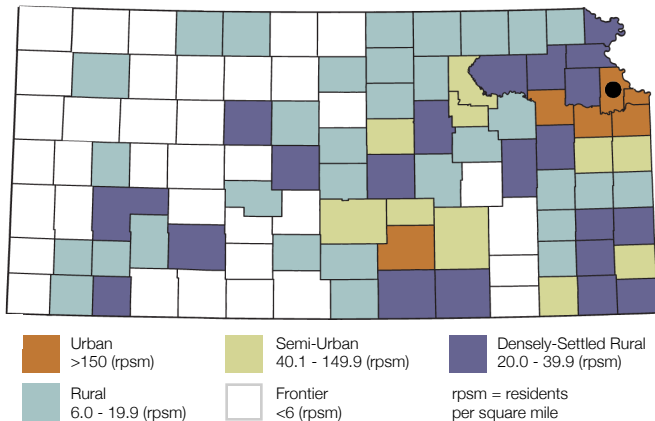 Urban
>150 (rpsm)
Semi-Urban
40.1 - 149.9 (rpsm)
Densely-Settled Rural
20.0 - 39.9 (rpsm)
Rural
6.0 - 19.9 (rpsm)
Frontier
<6 (rpsm)
rpsm = residents
per square mile